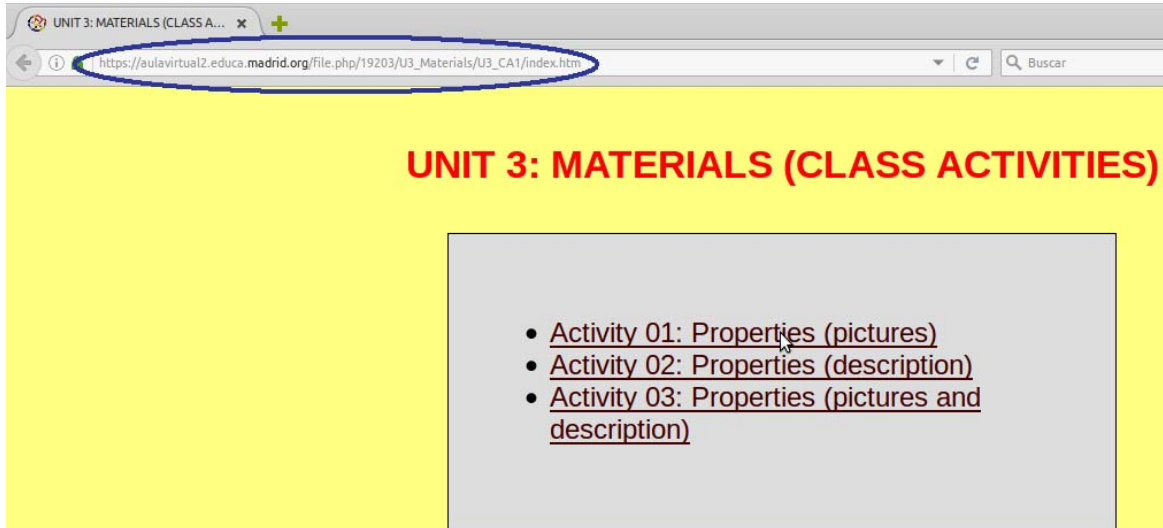 UNIT 3: MATERIALS (CLASS A...
https://aulavirtual2.educa.madrid.org/file.php/19203/U3_Materials/U3_CA1/index.htm
Buscar
UNIT 3: MATERIALS (CLASS ACTIVITIES)
Activity 01: Properties (pictures)
Activity 02: Properties (description)
Activity 03: Properties (pictures and
description)